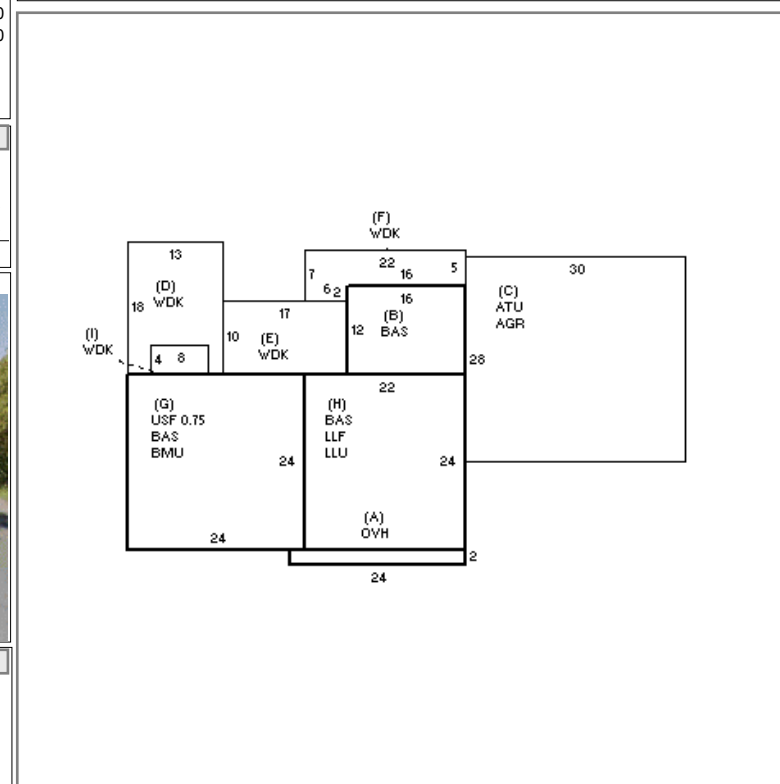 0
0
(F)
WDK
13
22
5
30
7
16
(D)
WDK
6
2
16
(C)
ATU
AGR
18
17
(B)
BAS
10
12
(I)
WDK
(E)
WDK
4
8
28
22
(G)
USF 0.75
BAS
BMU
(H)
BAS
LLF
LLU
24
24
(A)
OVH
24
2
24